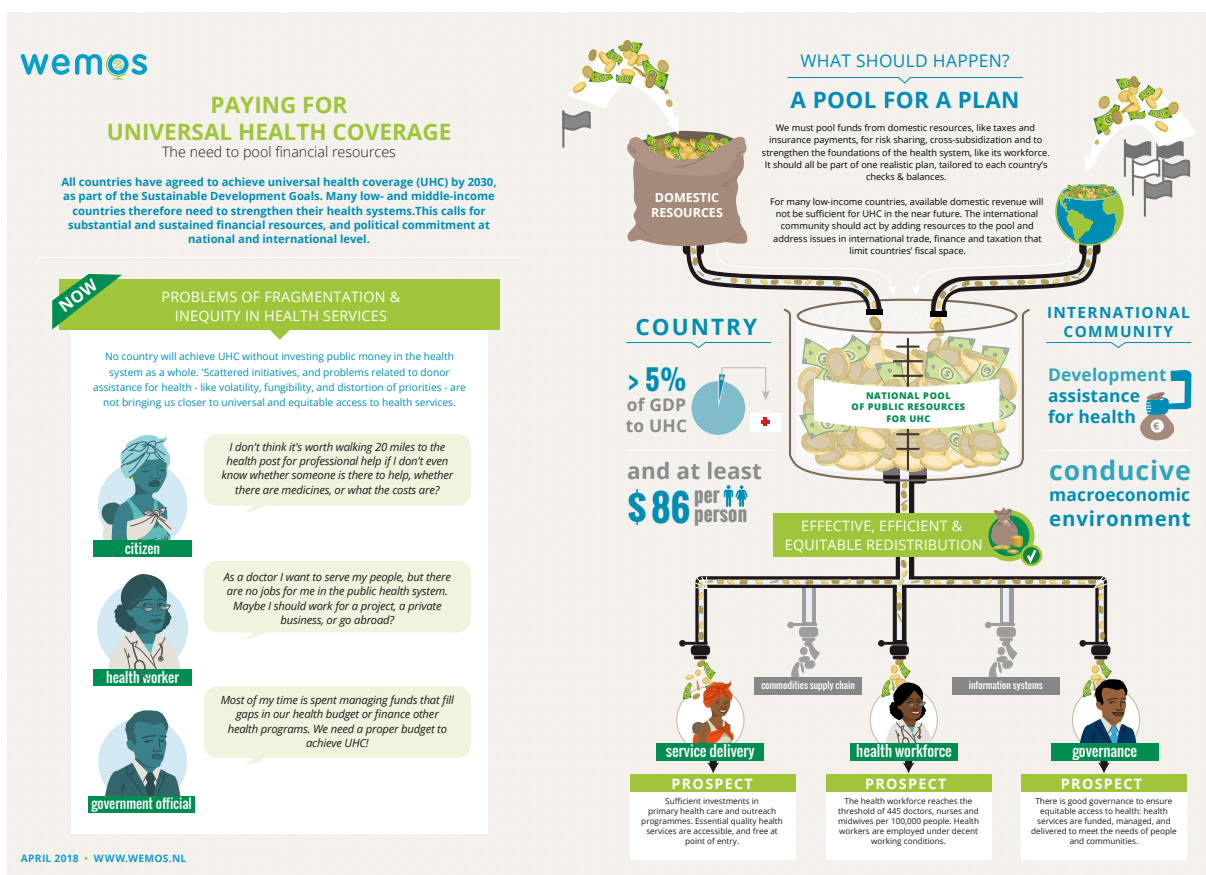 wemos
PAYING FOR
UNIVERSAL HEALTH COVERAGE
The need to pool financial resources
All countries have agreed to achieve universal health coverage (UHC) by 2030,
as part of the Sustainable Development Goals. Many low- and middle-income
countries therefore need to strengthen their health systems.This calls for
substantial and sustained financial resources, and political commitment at
national and international level.
NOW
PROBLEMS OF FRAGMENTATION &
INEQUITY IN HEALTH SERVICES
No country will achieve UHC without investing public money in the health
system as a whole. 'Scattered initiatives, and problems related to donor
assistance for health - like volatility, fungibility, and distortion of priorities - are
not bringing us closer to universal and equitable access to health services.
I don't think it's worth walking 20 miles to the
health post for professional help if I don't even
know whether someone is there to help, whether
there are medicines, or what the costs are?
citizen
As a doctor I want to serve my people, but there
are no jobs for me in the public health system.
Maybe I should work for a project, a private
business, or go abroad?
health worker
Most of my time is spent managing funds that fill
gaps in our health budget or finance other
health programs. We need a proper budget to
achieve UHC!
government official
APRIL 2018 • WWW.WEMOS.NL
WHAT SHOULD HAPPEN?
A POOL FOR A PLAN
We must pool funds from domestic resources, like taxes and
insurance payments, for risk sharing, cross-subsidization and to
strengthen the foundations of the health system, like its workforce.
It should all be part of one realistic plan, tailored to each country's
checks & balances.
For many low-income countries, available domestic revenue will
not be sufficient for UHC in the near future. The international
community should act by adding resources to the pool and
address issues in international trade, finance and taxation that
limit countries' fiscal space.
DOMESTIC
RESOURCES
COUNTRY
> 5%
of GDP
to UHC
and at least
$ 86 per
person
NATIONAL POOL
OF PUBLIC RESOURCES
FOR UHC
INTERNATIONAL
COMMUNITY
Development
assistance
for health
€
conducive
macroeconomic
environment
EFFECTIVE, EFFICIENT &
EQUITABLE REDISTRIBUTION
commodities supply chain
information systems
service delivery
health workforce
governance
PROSPECT
Sufficient investments in
primary health care and outreach
programmes. Essential quality health
services are accessible, and free at
point of entry.
PROSPECT
The health workforce reaches the
threshold of 445 doctors, nurses and
midwives per 100,000 people. Health
workers are employed under decent
working conditions.
PROSPECT
There is good governance to ensure
equitable access to health: health
services are funded, managed, and
delivered to meet the needs of people
and communities.